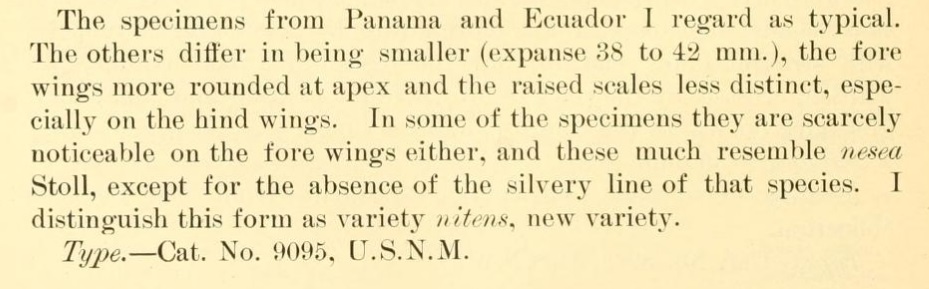 The specimens from Panama and Ecuador I regard as typical.
The others differ in being smaller (expanse 38 to 42 mm.), the fore
wings more rounded at apex and the raised scales less distinct, espe-
cially on the hind wings. In some of the specimens they are scarcely
noticeable on the fore wings either, and these much resemble nesea
Stoll, except for the absence of the silvery line of that species. I
distinguish this form as variety nitens, new variety.
Type.—Cat. No. 9095, U.S.N.M.